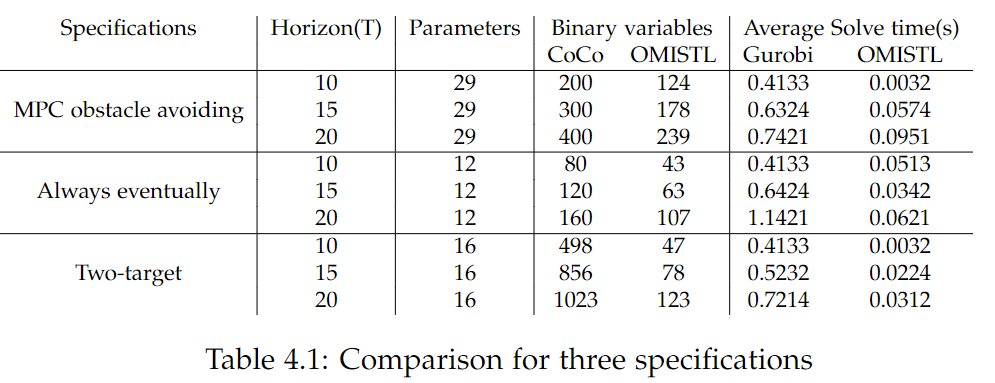 Specifications Horizon(T) Parameters Binary variables Average Solve time(s)
CoCo OMISTL Gurobi OMISTL
10 29 200 124 0.4133 0.0032
MPC obstacle avoiding 15 29 300 178 0.6324 0.0574
20 29 400 239 0.7421 0.0951
10 12 80 43 0.4133 0.0513
Always eventually 15 12 120 63 0.6424 0.0342
20 12 160 107 1.1421 0.0621
10 16 498 47 0.4133 0.0032
Two-target 15 16 856 78 0.5232 0.0224
20 16 1023 123 0.7214 0.0312
Table 4.1: Comparison for three specifications